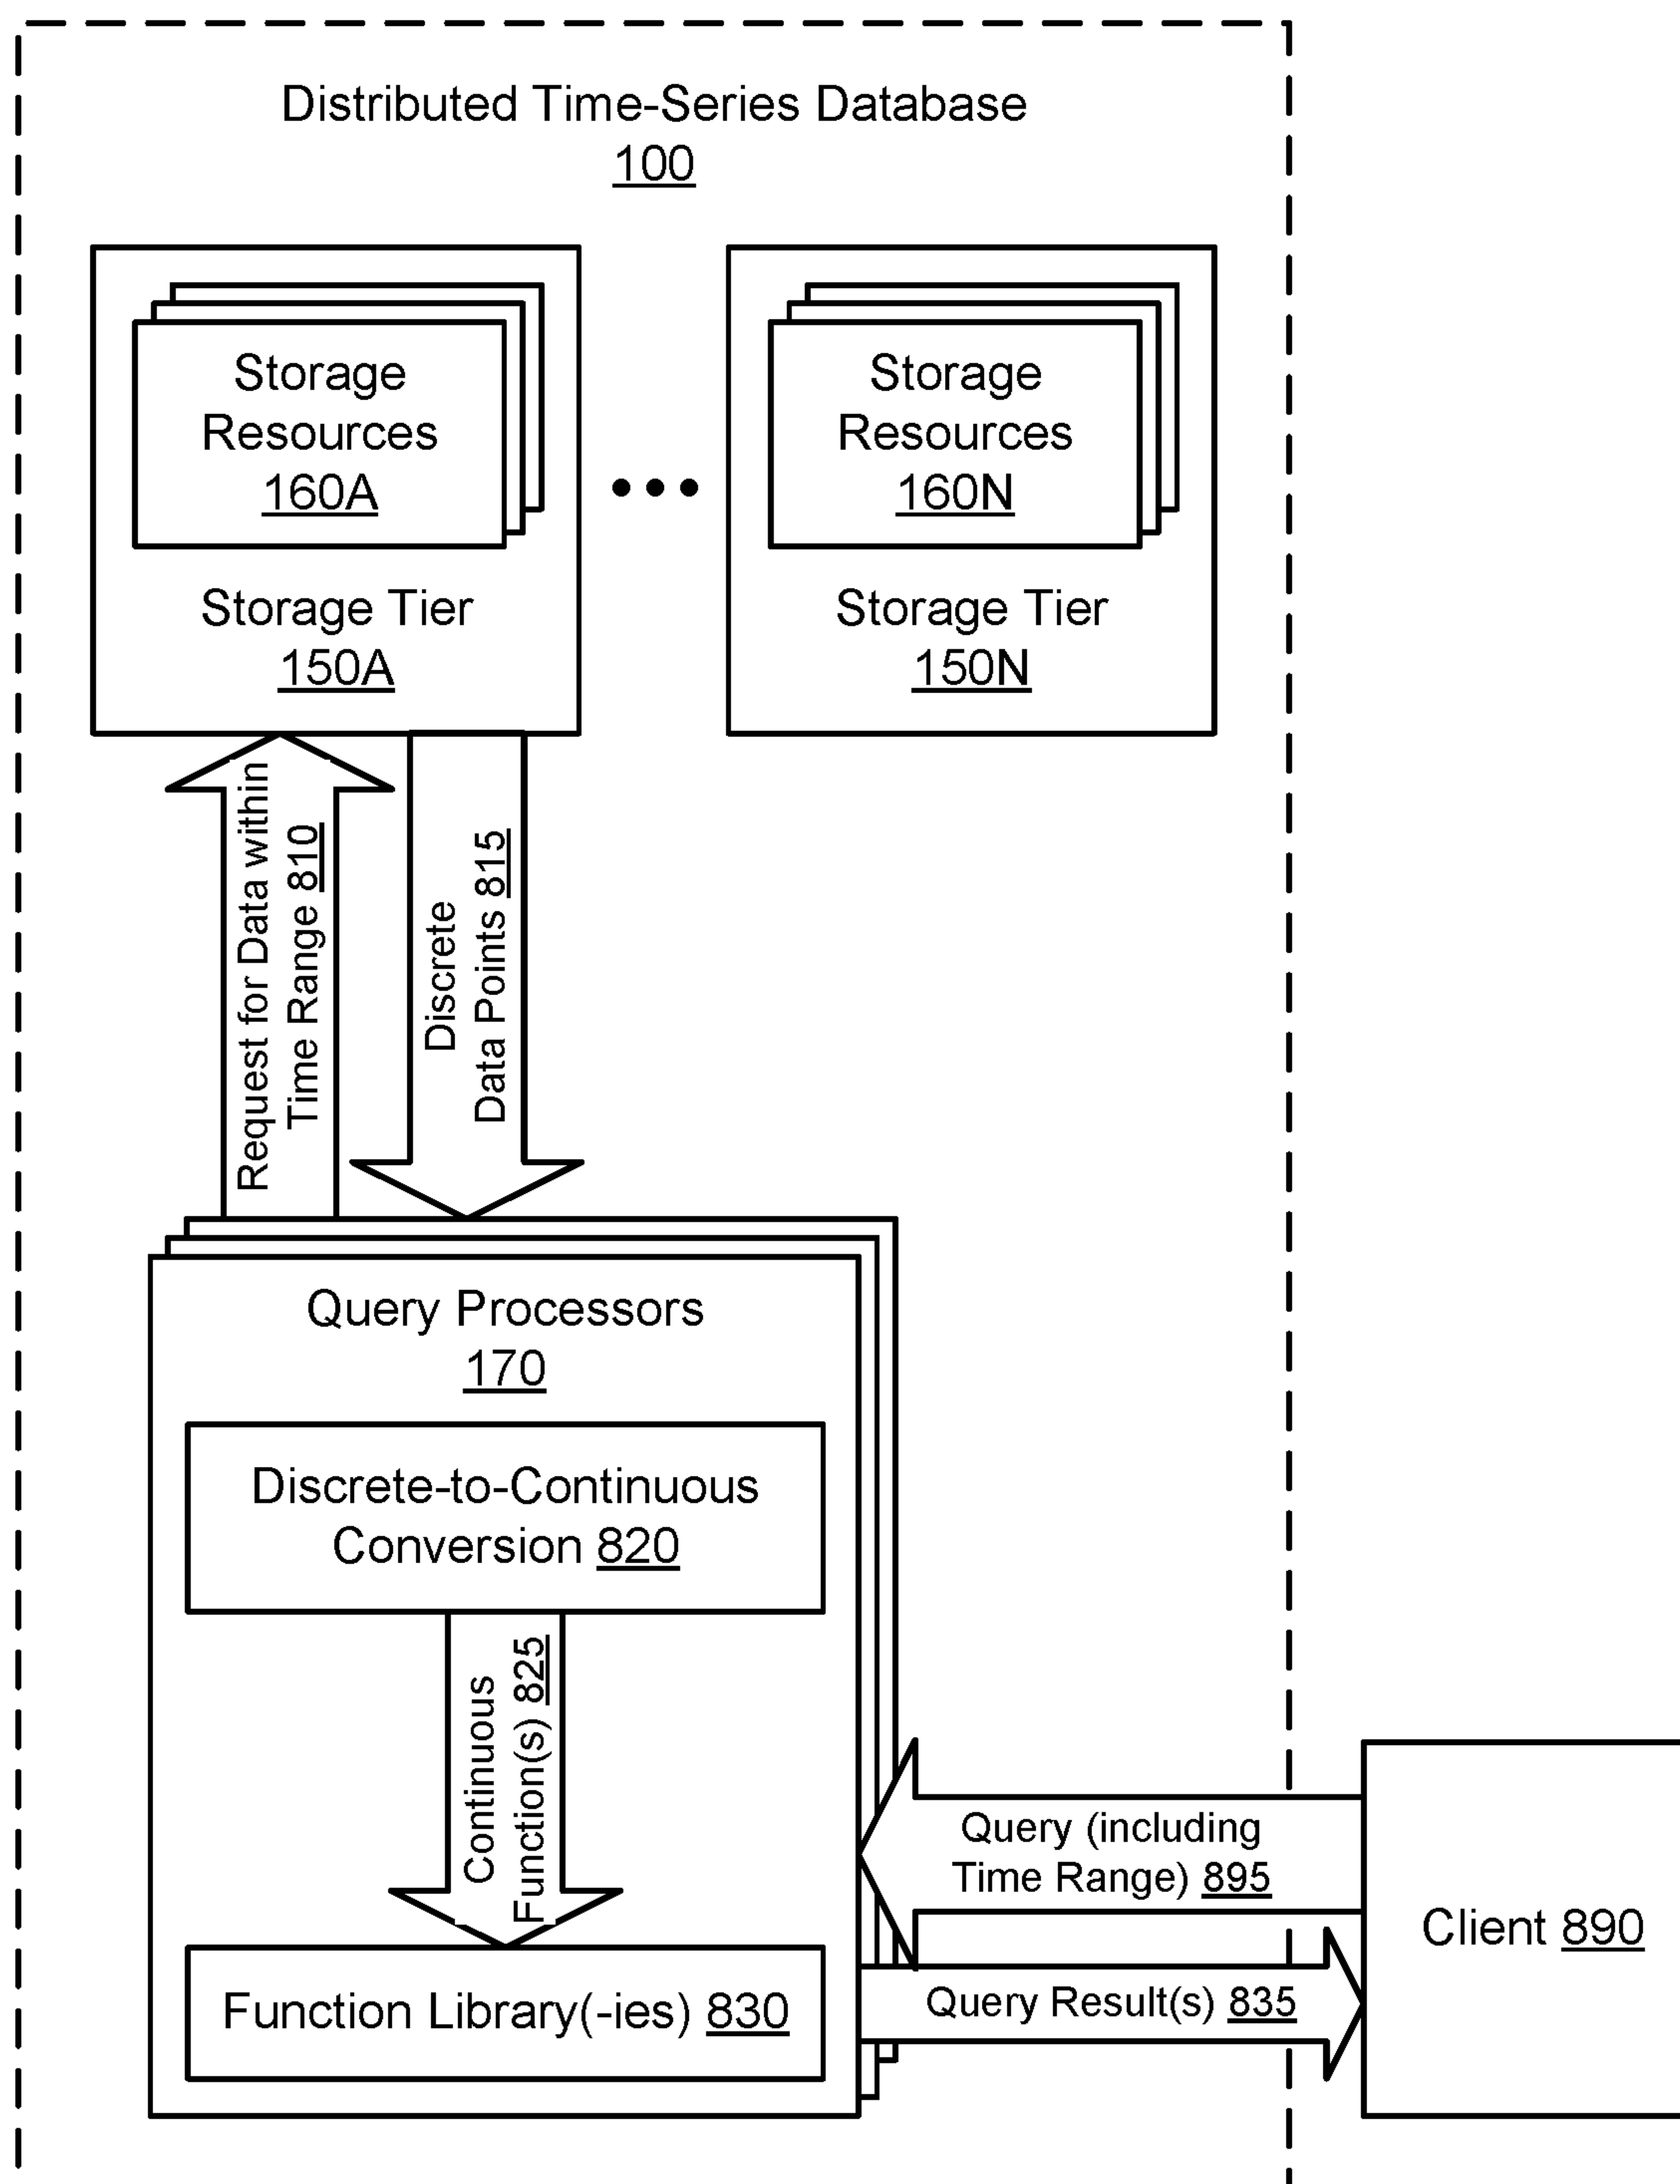 Distributed Time-Series Database
100
Storage
Resources
160A
Storage Tier
150A
Storage
Resources
160N
Storage Tier
150N
Request for Data within
Time Range 810
Discrete
Data Points 815
Query Processors
170
Discrete-to-Continuous
Conversion 820
Continuous
Function(s) 825
Function Library(-ies) 830
Query (including
Time Range) 895
Query Result(s) 835
Client 890